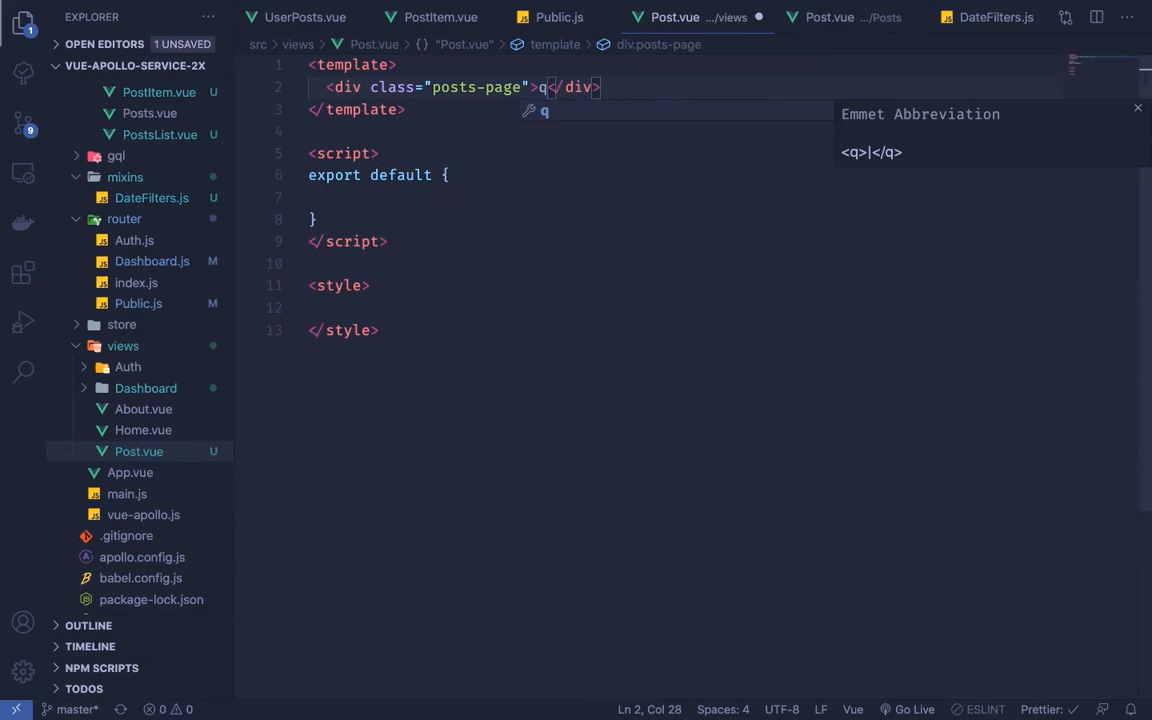 EXPLORER
OPEN EDITORS 1 UNSAVED
VUE-APOLLO-SERVICE-2X
PostItem.vue U
Posts.vue
PostsList.vue U
gql
mixins
DateFilters.js U
router
Auth.js
Dashboard.js M
index.js
Public.js M
store
views
Auth
Dashboard
About.vue
Home.vue
Post.vue U
App.vue
main.js
vue-apollo.js
.gitignore
apollo.config.js
babel.config.js
package-lock.json
OUTLINE
TIMELINE
NPM SCRIPTS
TODOS
1
9
UserPosts.vue
PostItem.vue
JS Public.js
Post.vue .../views
Post.vue .../Posts
JS DateFilters.js
src > views > Post.vue > {} "Post.vue" > template > div.posts-page
1 <template>
2 <div class="posts-page">q</div>
3 </template>
4
5 <script>
6 export default {
7
8 }
9 </script>
10
11 <style>
12
13 </style>
q
Emmet Abbreviation
<q>|</q>
master* 0 0 Ln 2, Col 28 Spaces: 4 UTF-8 LF Vue Go Live ESLINT Prettier: ✓